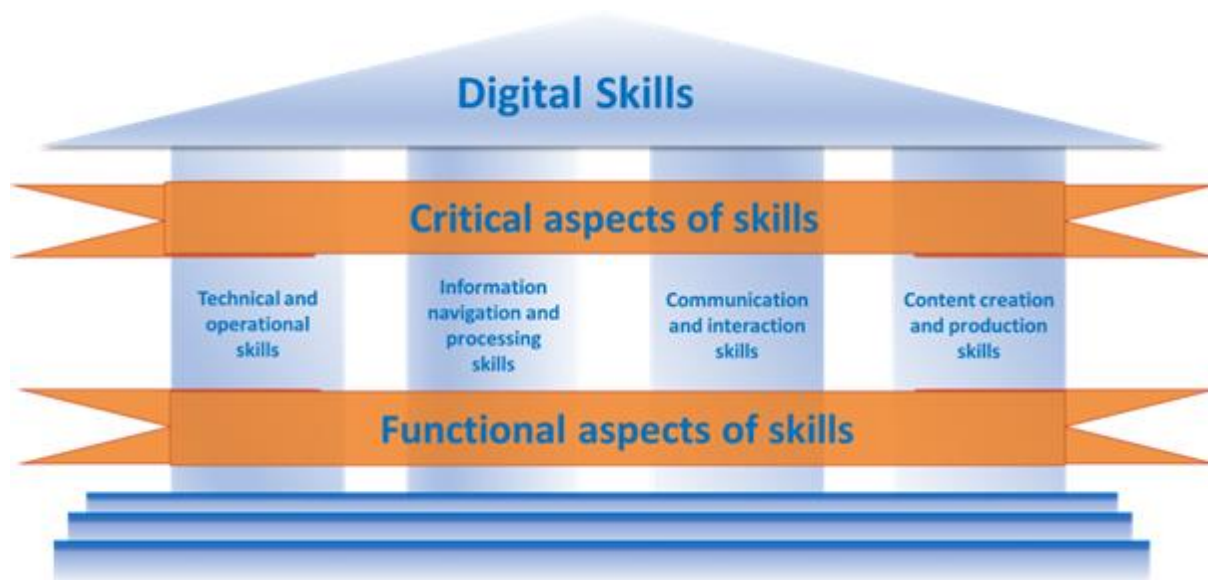 Digital Skills
Critical aspects of skills
Technical and
operational
skills
Information
navigation and
processing
skills
Communication
and interaction
skills
Content creation
and production
skills
Functional aspects of skills